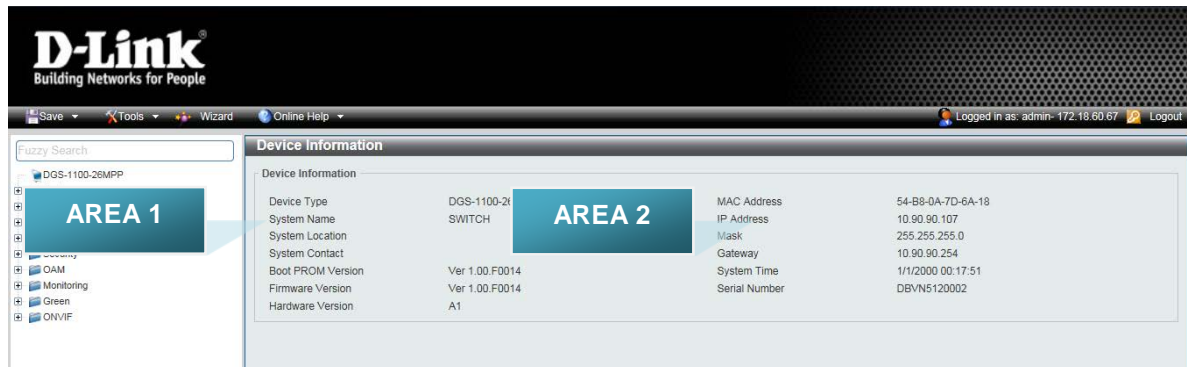 D-Link®
Building Networks for People
Save Tools Wizard Online Help Logged in as: admin- 172.18.60.67 Logout
Fuzzy Search
DGS-1100-26MPP
AREA 1
Security
OAM
Monitoring
Green
ONVIF
Device Information
Device Information
Device Type DGS-1100-26 MAC Address 54-B8-0A-7D-6A-18
System Name SWITCH IP Address 10.90.90.107
AREA 2
System Location Mask 255.255.255.0
System Contact Gateway 10.90.90.254
Boot PROM Version Ver 1.00.F0014 System Time 1/1/2000 00:17:51
Firmware Version Ver 1.00.F0014 Serial Number DBVN5120002
Hardware Version A1